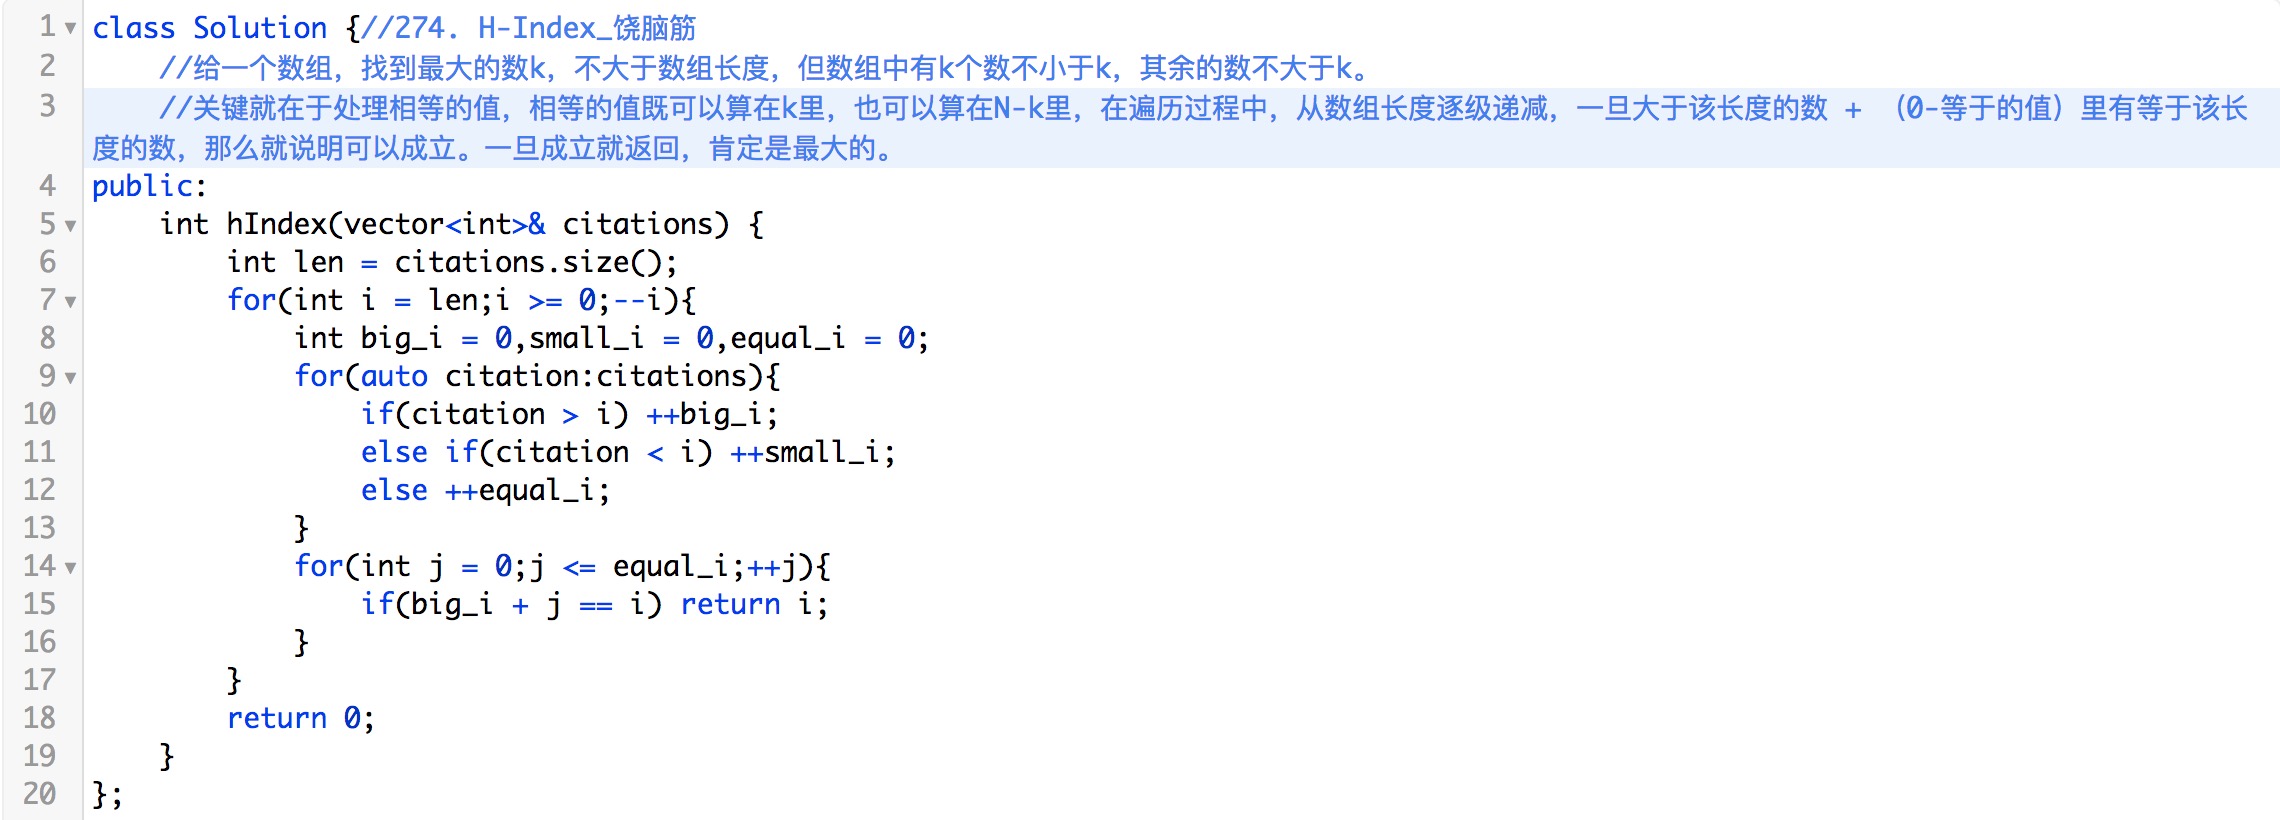 1 class Solution {//274. H-Index_饶脑筋
2 //给一个数组，找到最大的数k，不大于数组长度，但数组中有k个数不小于k，其余的数不大于k。
3 //关键就在于处理相等的值，相等的值既可以算在k里，也可以算在N-k里，在遍历过程中，从数组长度逐级递减，一旦大于该长度的数 + （0-等于的值）里有等于该长
度的数，那么就说明可以成立。一旦成立就返回，肯定是最大的。
4 public:
5 int hIndex(vector<int>& citations) {
6 int len = citations.size();
7 for(int i = len;i >= 0;--i){
8 int big_i = 0,small_i = 0,equal_i = 0;
9 for(auto citation:citations){
10 if(citation > i) ++big_i;
11 else if(citation < i) ++small_i;
12 else ++equal_i;
13 }
14 for(int j = 0;j <= equal_i;++j){
15 if(big_i + j == i) return i;
16 }
17 }
18 return 0;
19 }
20 };